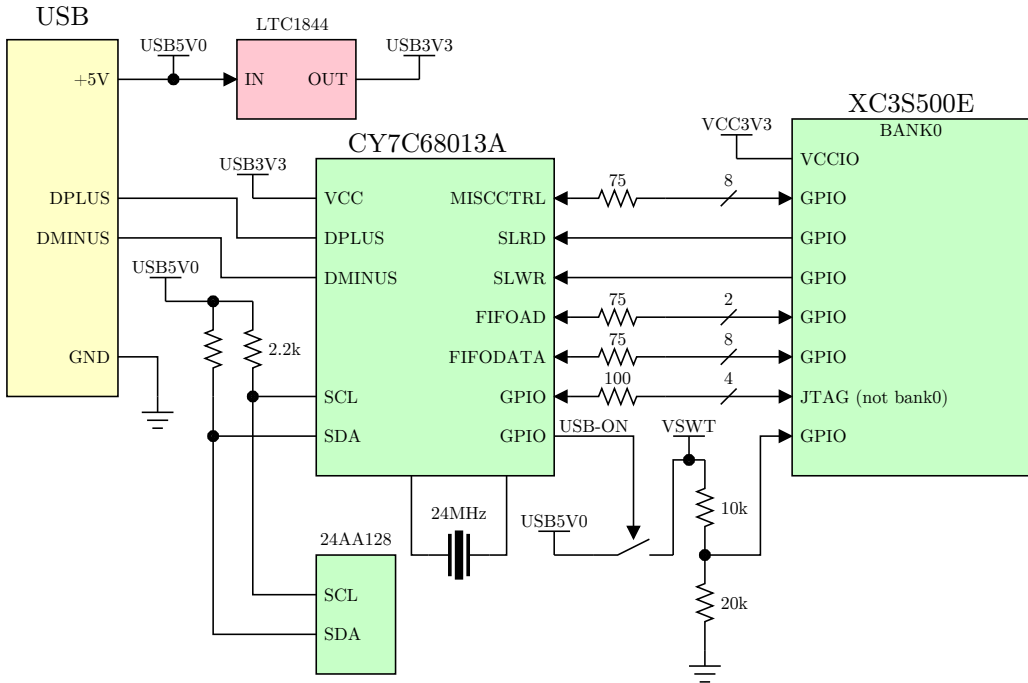 USB
LTC1844
USB5V0
USB3V3
+5V
IN
OUT
XC3S500E
BANK0
VCC3V3
VCCIO
CY7C68013A
USB3V3
VCC
MISCCTRL
75
8
GPIO
DPLUS
DPLUS
SLRD
GPIO
DMINUS
DMINUS
SLWR
GPIO
USB5V0
FIFOAD
75
2
GPIO
2.2k
GND
FIFODATA
75
8
GPIO
SCL
GPIO
100
4
JTAG (not bank0)
SDA
GPIO
USB-ON
VSWT
GPIO
24MHz
USB5V0
10k
24AA128
SCL
20k
SDA